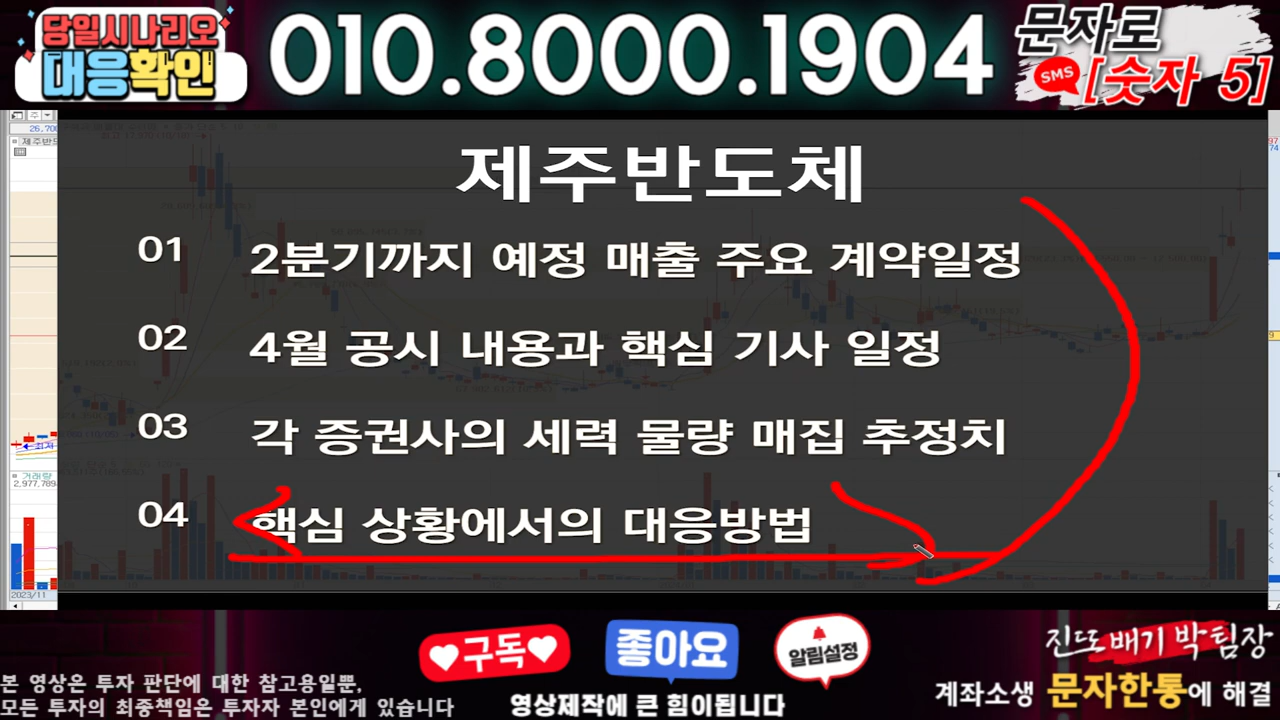 당일시나리오
대응확인
010.8000.1904
문자로
SMS [숫자 5]
제주반도체
01 2분기까지 예정 매출 주요 계약일정
02 4월 공시 내용과 핵심 기사 일정
03 각 증권사의 세력 물량 매집 추정치
04 핵심 상황에서의 대응방법
거래량
2023/11
구독
좋아요
알림설정
영상제작에 큰 힘이됩니다
본 영상은 투자 판단에 대한 참고용일뿐,
모든 투자의 최종책임은 투자자 본인에게 있습니다
진또배기 박팀장
계좌소생 문자한통에 해결